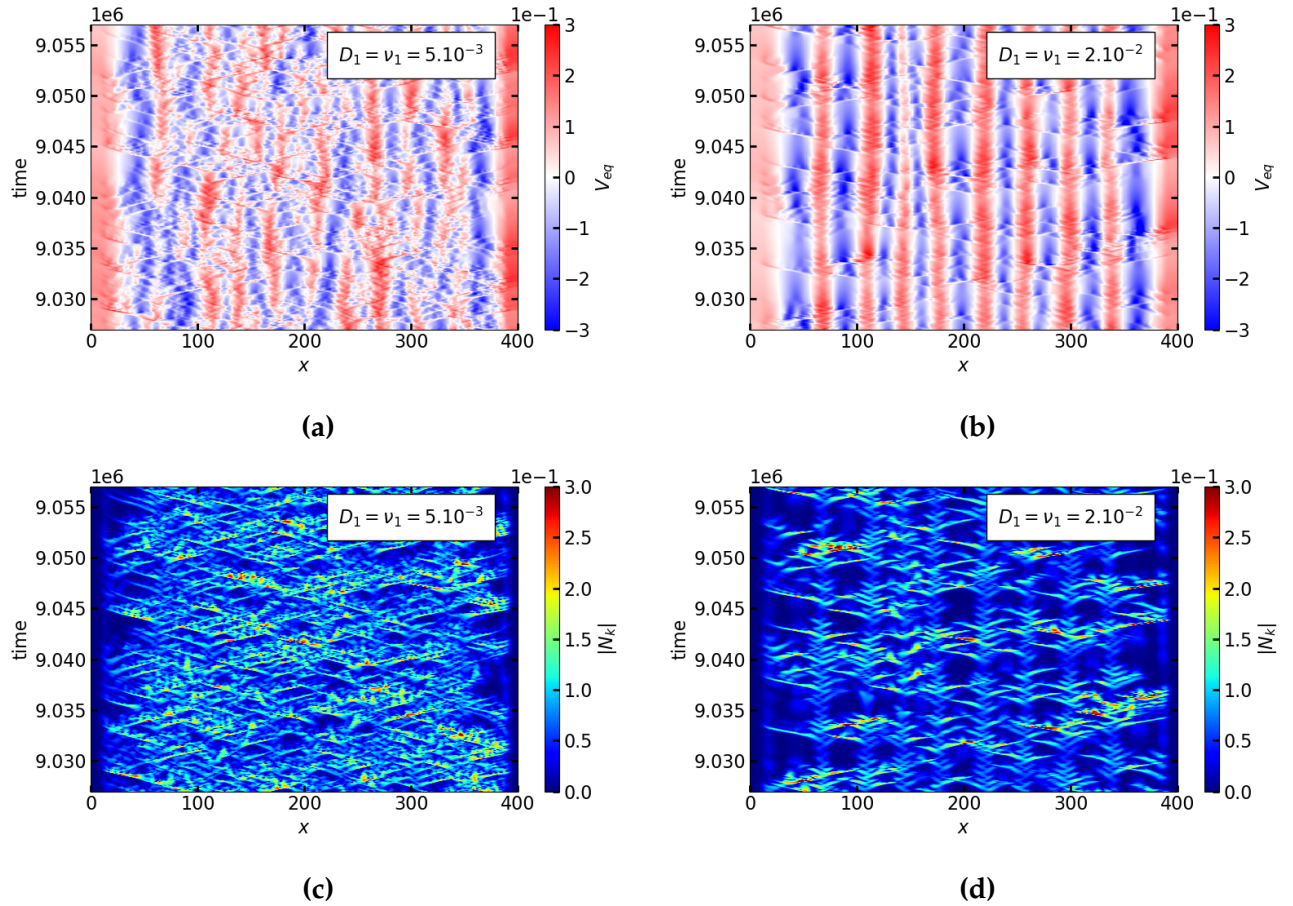 1e6 1e−1 1e6 1e−1
9.055 D₁ = ν₁ = 5.10⁻³ 3 9.055 D₁ = ν₁ = 2.10⁻² 3
9.050 2 9.050 2
9.045 1 9.045 1
time 9.040 0 V_eq time 9.040 0 V_eq
9.035 −1 9.035 −1
9.030 −2 9.030 −2
−3 −3
0 100 200 300 400 0 100 200 300 400
x x
(a) (b)
1e6 1e−1 1e6 1e−1
9.055 D₁ = ν₁ = 5.10⁻³ 3.0 9.055 D₁ = ν₁ = 2.10⁻² 3.0
9.050 2.5 9.050 2.5
9.045 2.0 9.045 2.0
time 9.040 1.5 |N_k| time 9.040 1.5 |N_k|
9.035 1.0 9.035 1.0
9.030 0.5 9.030 0.5
0.0 0.0
0 100 200 300 400 0 100 200 300 400
x x
(c) (d)